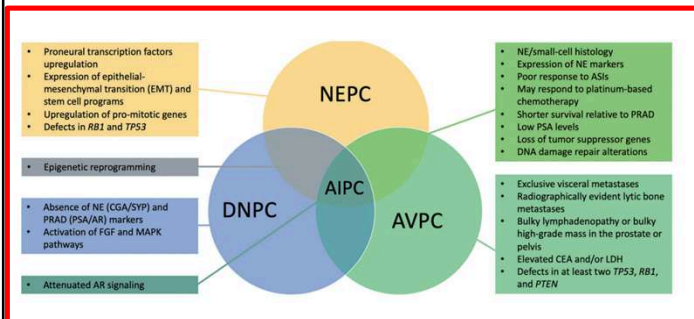 • Proneural transcription factors
upregulation
• Expression of epithelial-
mesenchymal transition (EMT) and
stem cell programs
• Upregulation of pro-mitotic genes
• Defects in RB1 and TP53
• Epigenetic reprogramming
• Absence of NE (CGA/SYP) and
PRAD (PSA/AR) markers
• Activation of FGF and MAPK
pathways
• Attenuated AR signaling
NEPC
DNPC
AIPC
AVPC
• NE/small-cell histology
• Expression of NE markers
• Poor response to ASIs
• May respond to platinum-based
chemotherapy
• Shorter survival relative to PRAD
• Low PSA levels
• Loss of tumor suppressor genes
• DNA damage repair alterations
• Exclusive visceral metastases
• Radiographically evident lytic bone
metastases
• Bulky lymphadenopathy or bulky
high-grade mass in the prostate or
pelvis
• Elevated CEA and/or LDH
• Defects in at least two TP53, RB1,
and PTEN